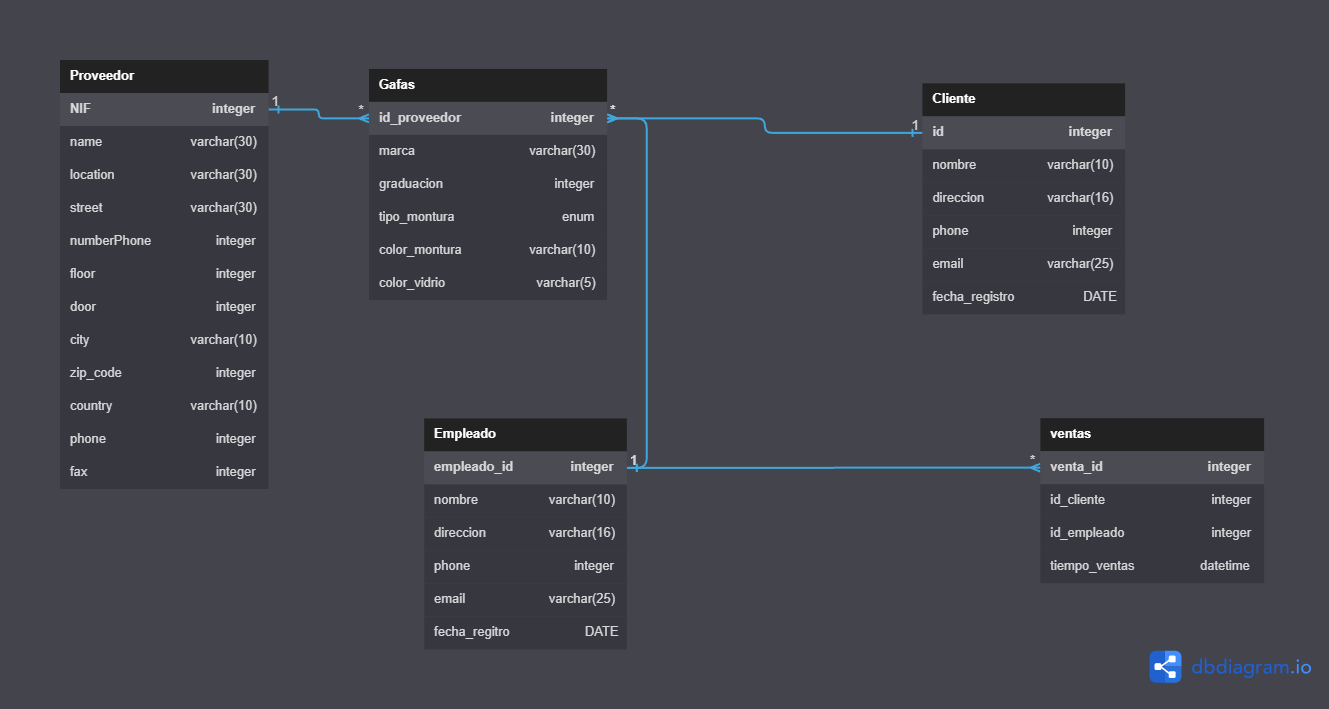 Proveedor
NIF integer
name varchar(30)
location varchar(30)
street varchar(30)
numberPhone integer
floor integer
door integer
city varchar(10)
zip_code integer
country varchar(10)
phone integer
fax integer
1
*
Gafas
id_proveedor integer
marca varchar(30)
graduacion integer
tipo_montura enum
color_montura varchar(10)
color_vidrio varchar(5)
*
1
Cliente
id integer
nombre varchar(10)
direccion varchar(16)
phone integer
email varchar(25)
fecha_registro DATE
Empleado
empleado_id integer
nombre varchar(10)
direccion varchar(16)
phone integer
email varchar(25)
fecha_regitro DATE
1
*
ventas
venta_id integer
id_cliente integer
id_empleado integer
tiempo_ventas datetime
dbdiagram.io